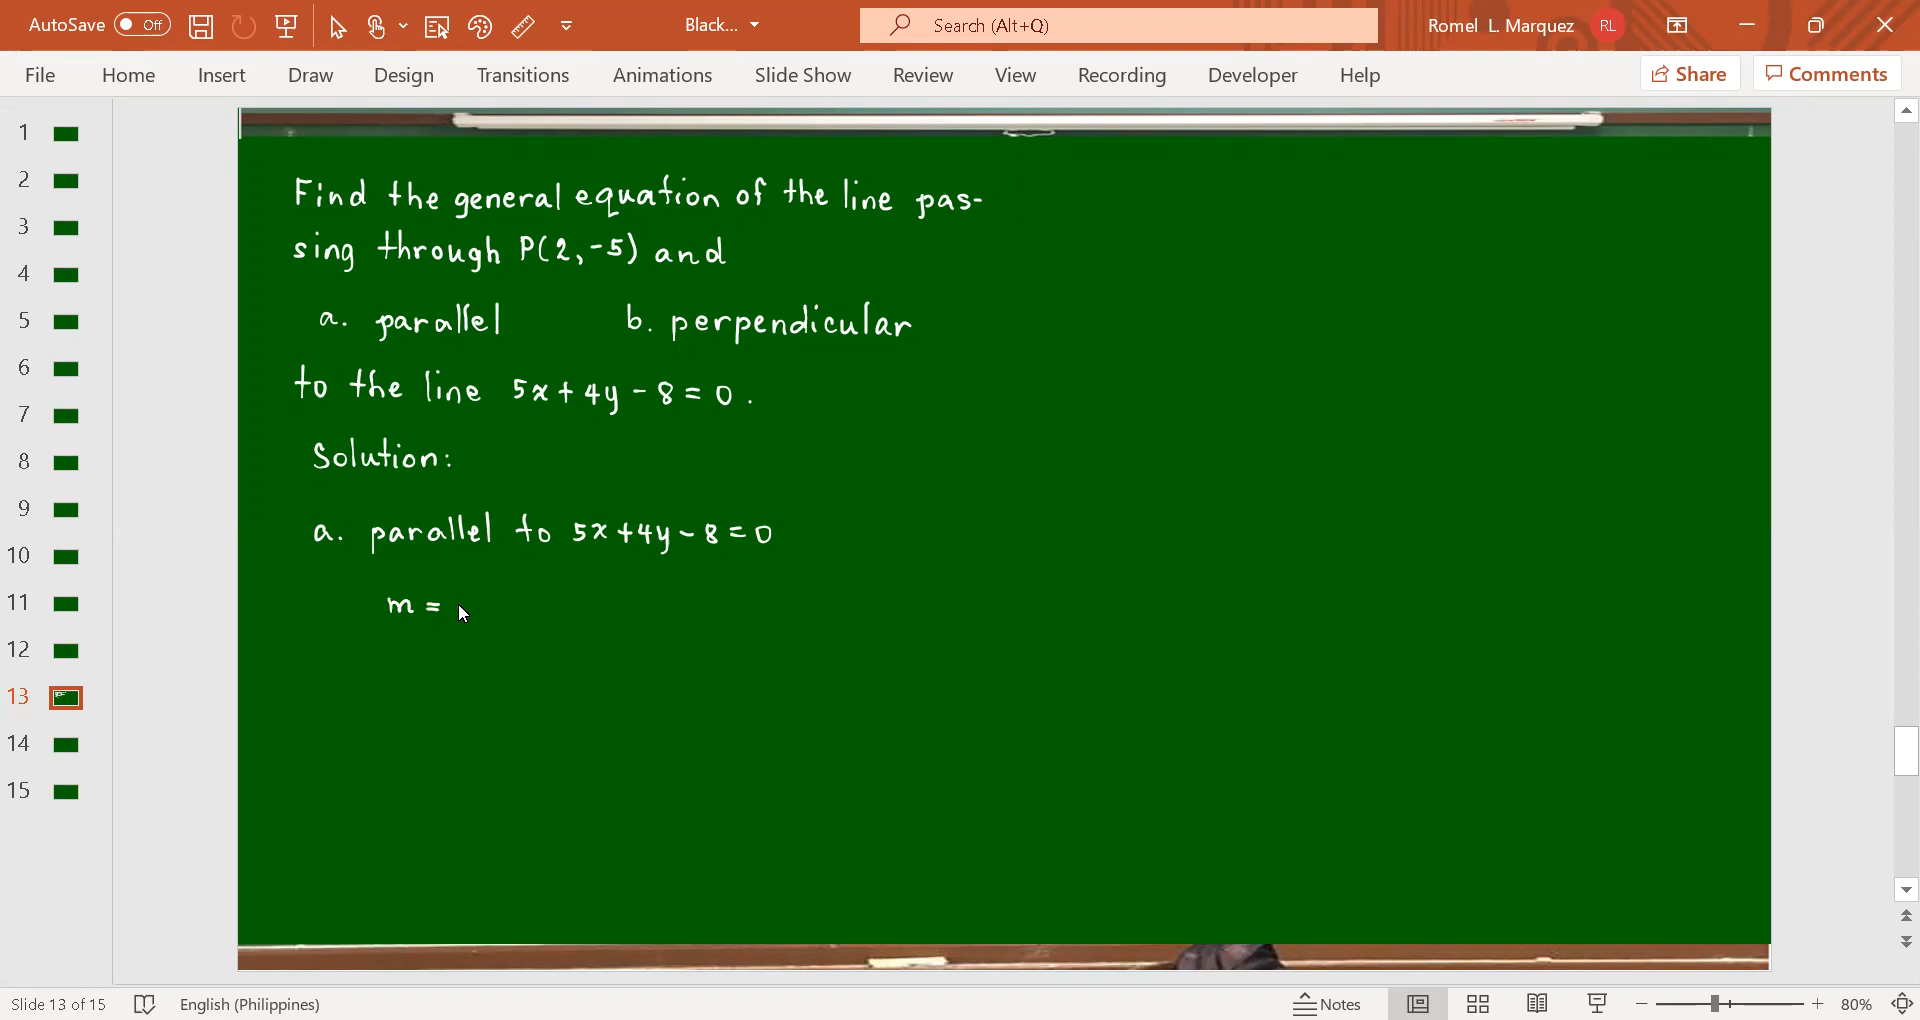 AutoSave Off Black... Search (Alt+Q) Romel L. Marquez RL
File Home Insert Draw Design Transitions Animations Slide Show Review View Recording Developer Help Share Comments
1
2
3
4
5
6
7
8
9
10
11
12
13
14
15
Find the general equation of the line pas-
sing through P(2,-5) and
a. parallel b. perpendicular
to the line 5x+4y-8=0.
Solution:
a. parallel to 5x+4y-8=0
m =
Slide 13 of 15 English (Philippines) Notes 80%